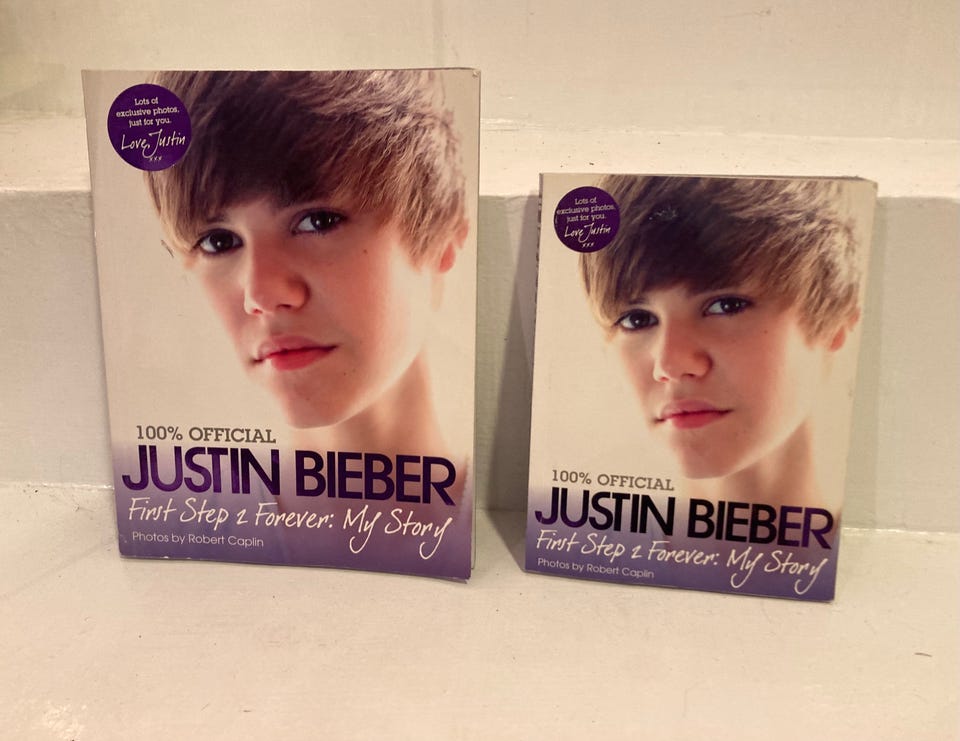 Lots of
exclusive photos,
just for you.
Love, Justin
xxx
100% OFFICIAL
JUSTIN BIEBER
First Step 2 Forever: My Story
Photos by Robert Caplin
Lots of
exclusive photos,
just for you.
Love Justin
xxx
100% OFFICIAL
JUSTIN BIEBER
First Step 2 Forever: My Story
Photos by Robert Caplin